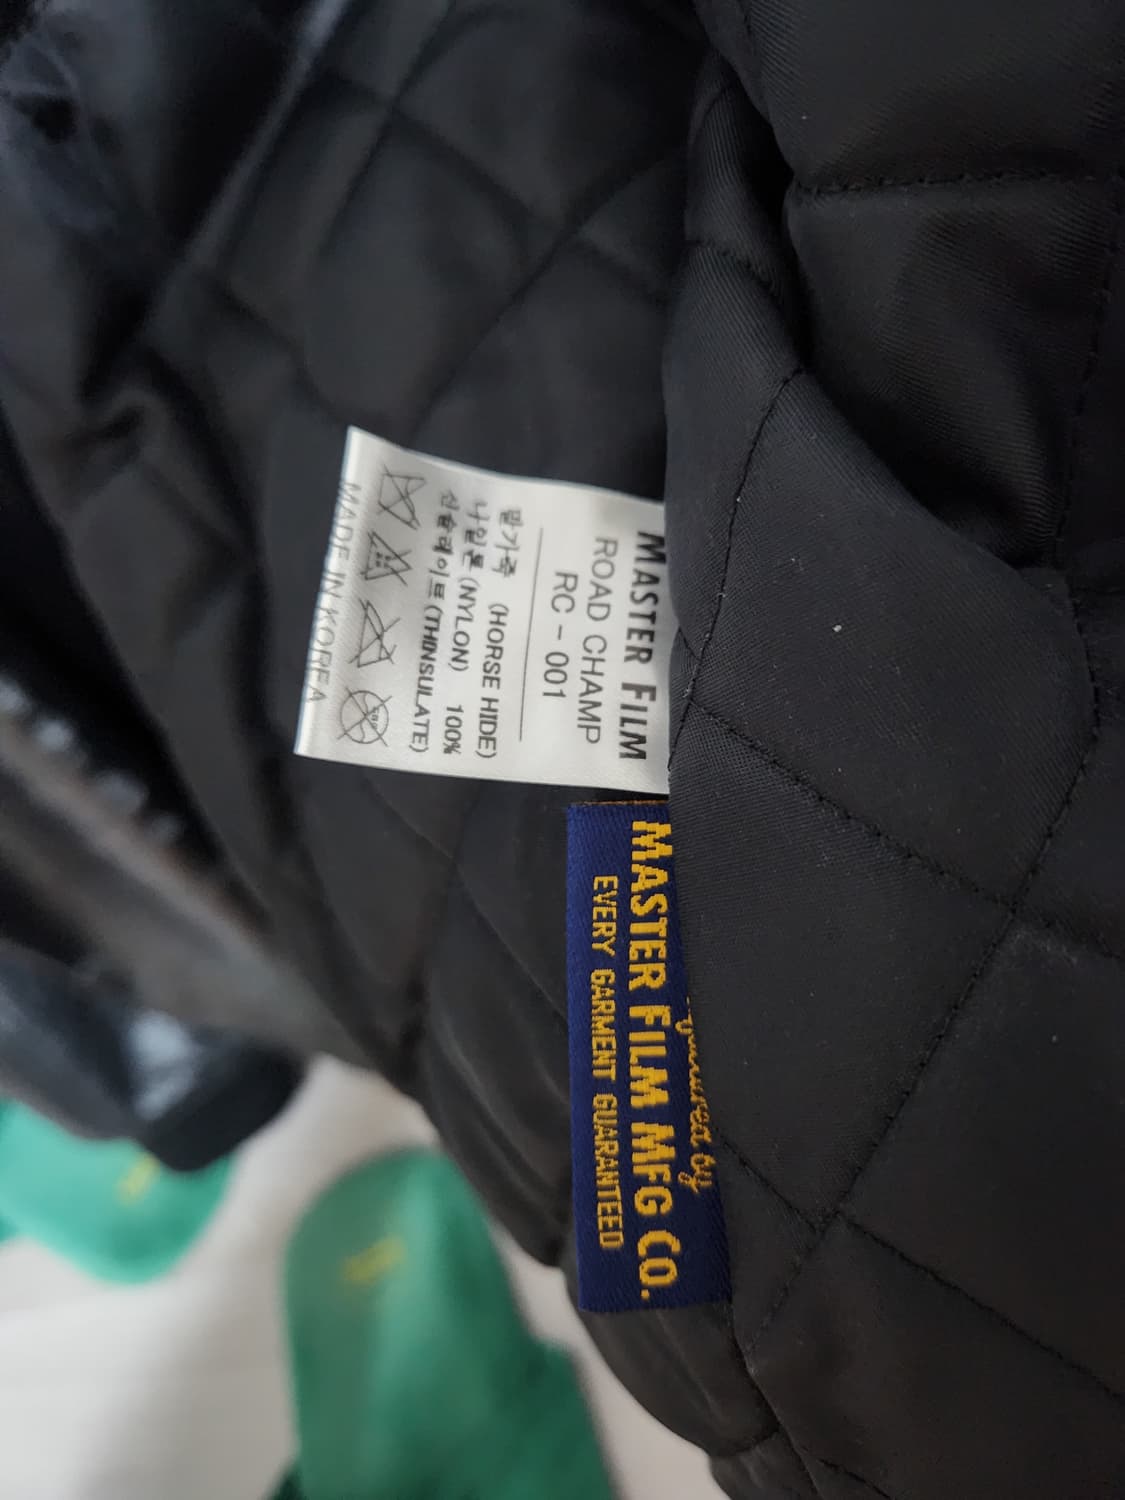 MASTER FILM
ROAD CHAMP
RC - 001
말가죽 (HORSE HIDE)
나일론 (NYLON) 100%
신슐레이트 (THINSULATE)
MADE IN KOREA
by
MASTER FILM MFG CO.
EVERY GARMENT GUARANTEED